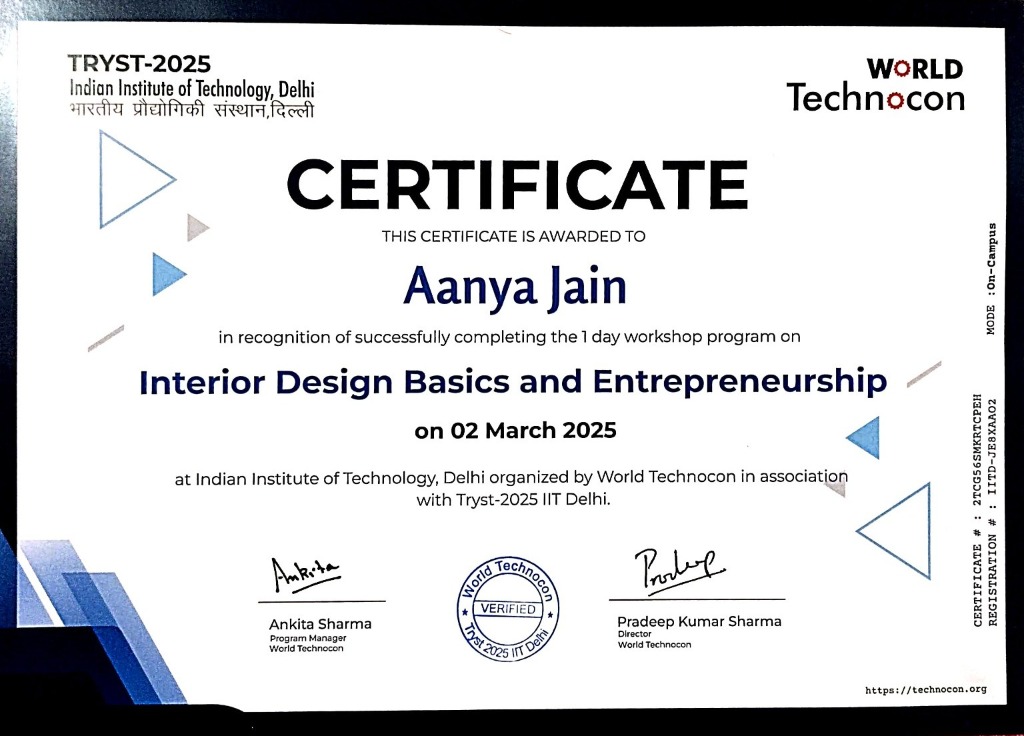 TRYST-2025
Indian Institute of Technology, Delhi
भारतीय प्रौद्योगिकी संस्थान,दिल्ली
WORLD
Technocon
CERTIFICATE
THIS CERTIFICATE IS AWARDED TO
Aanya Jain
in recognition of successfully completing the 1 day workshop program on
Interior Design Basics and Entrepreneurship
on 02 March 2025
at Indian Institute of Technology, Delhi organized by World Technocon in association
with Tryst-2025 IIT Delhi.
Ankita
Ankita Sharma
Program Manager
World Technocon
World Technocon
VERIFIED
Tryst 2025 IIT Delhi
Pradeep
Pradeep Kumar Sharma
Director
World Technocon
CERTIFICATE # : 2TCG56SMKRTCPEH
REGISTRATION # : IITD-JE8XAAO2
MODE :On-Campus
https://technocon.org